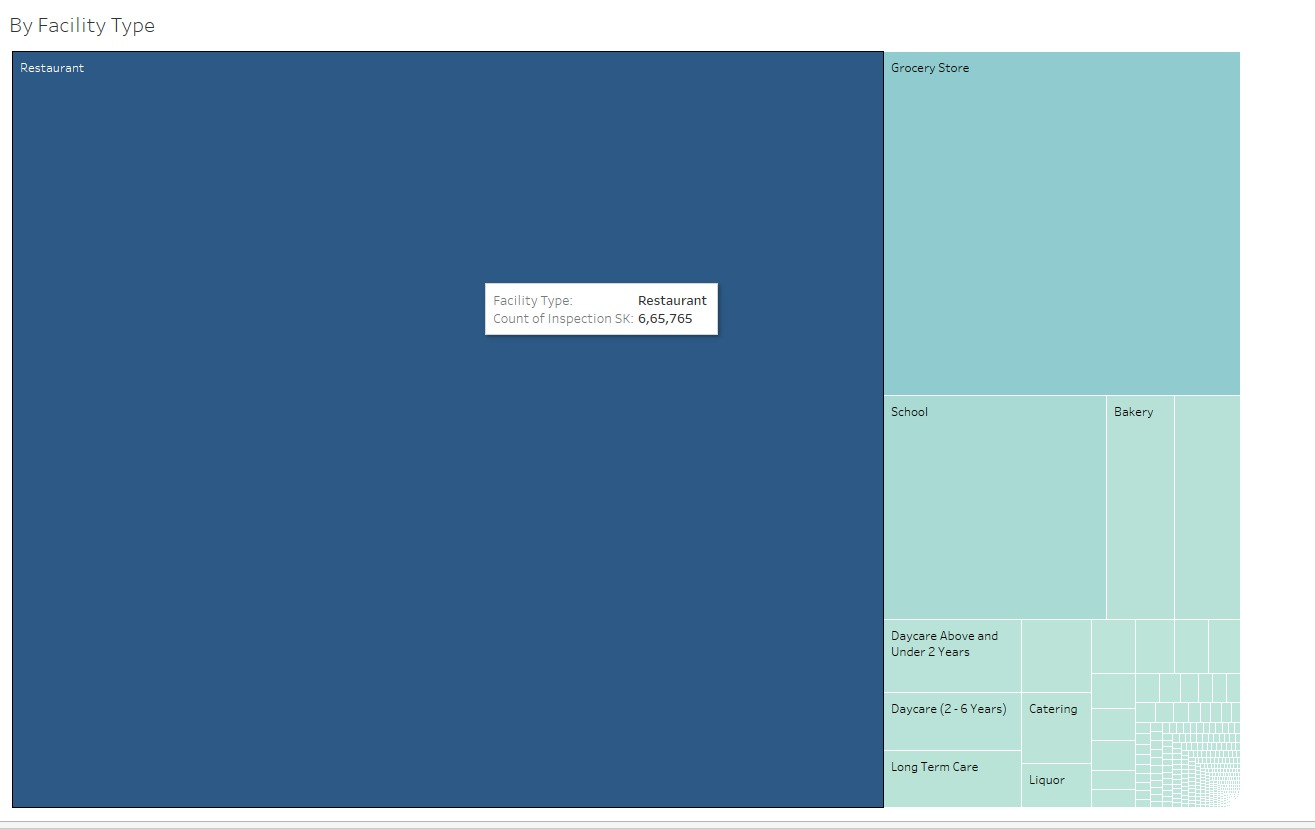 By Facility Type
Restaurant
Grocery Store
Facility Type: Restaurant
Count of Inspection SK: 6,65,765
School
Bakery
Daycare Above and
Under 2 Years
Daycare (2 - 6 Years)
Catering
Long Term Care
Liquor